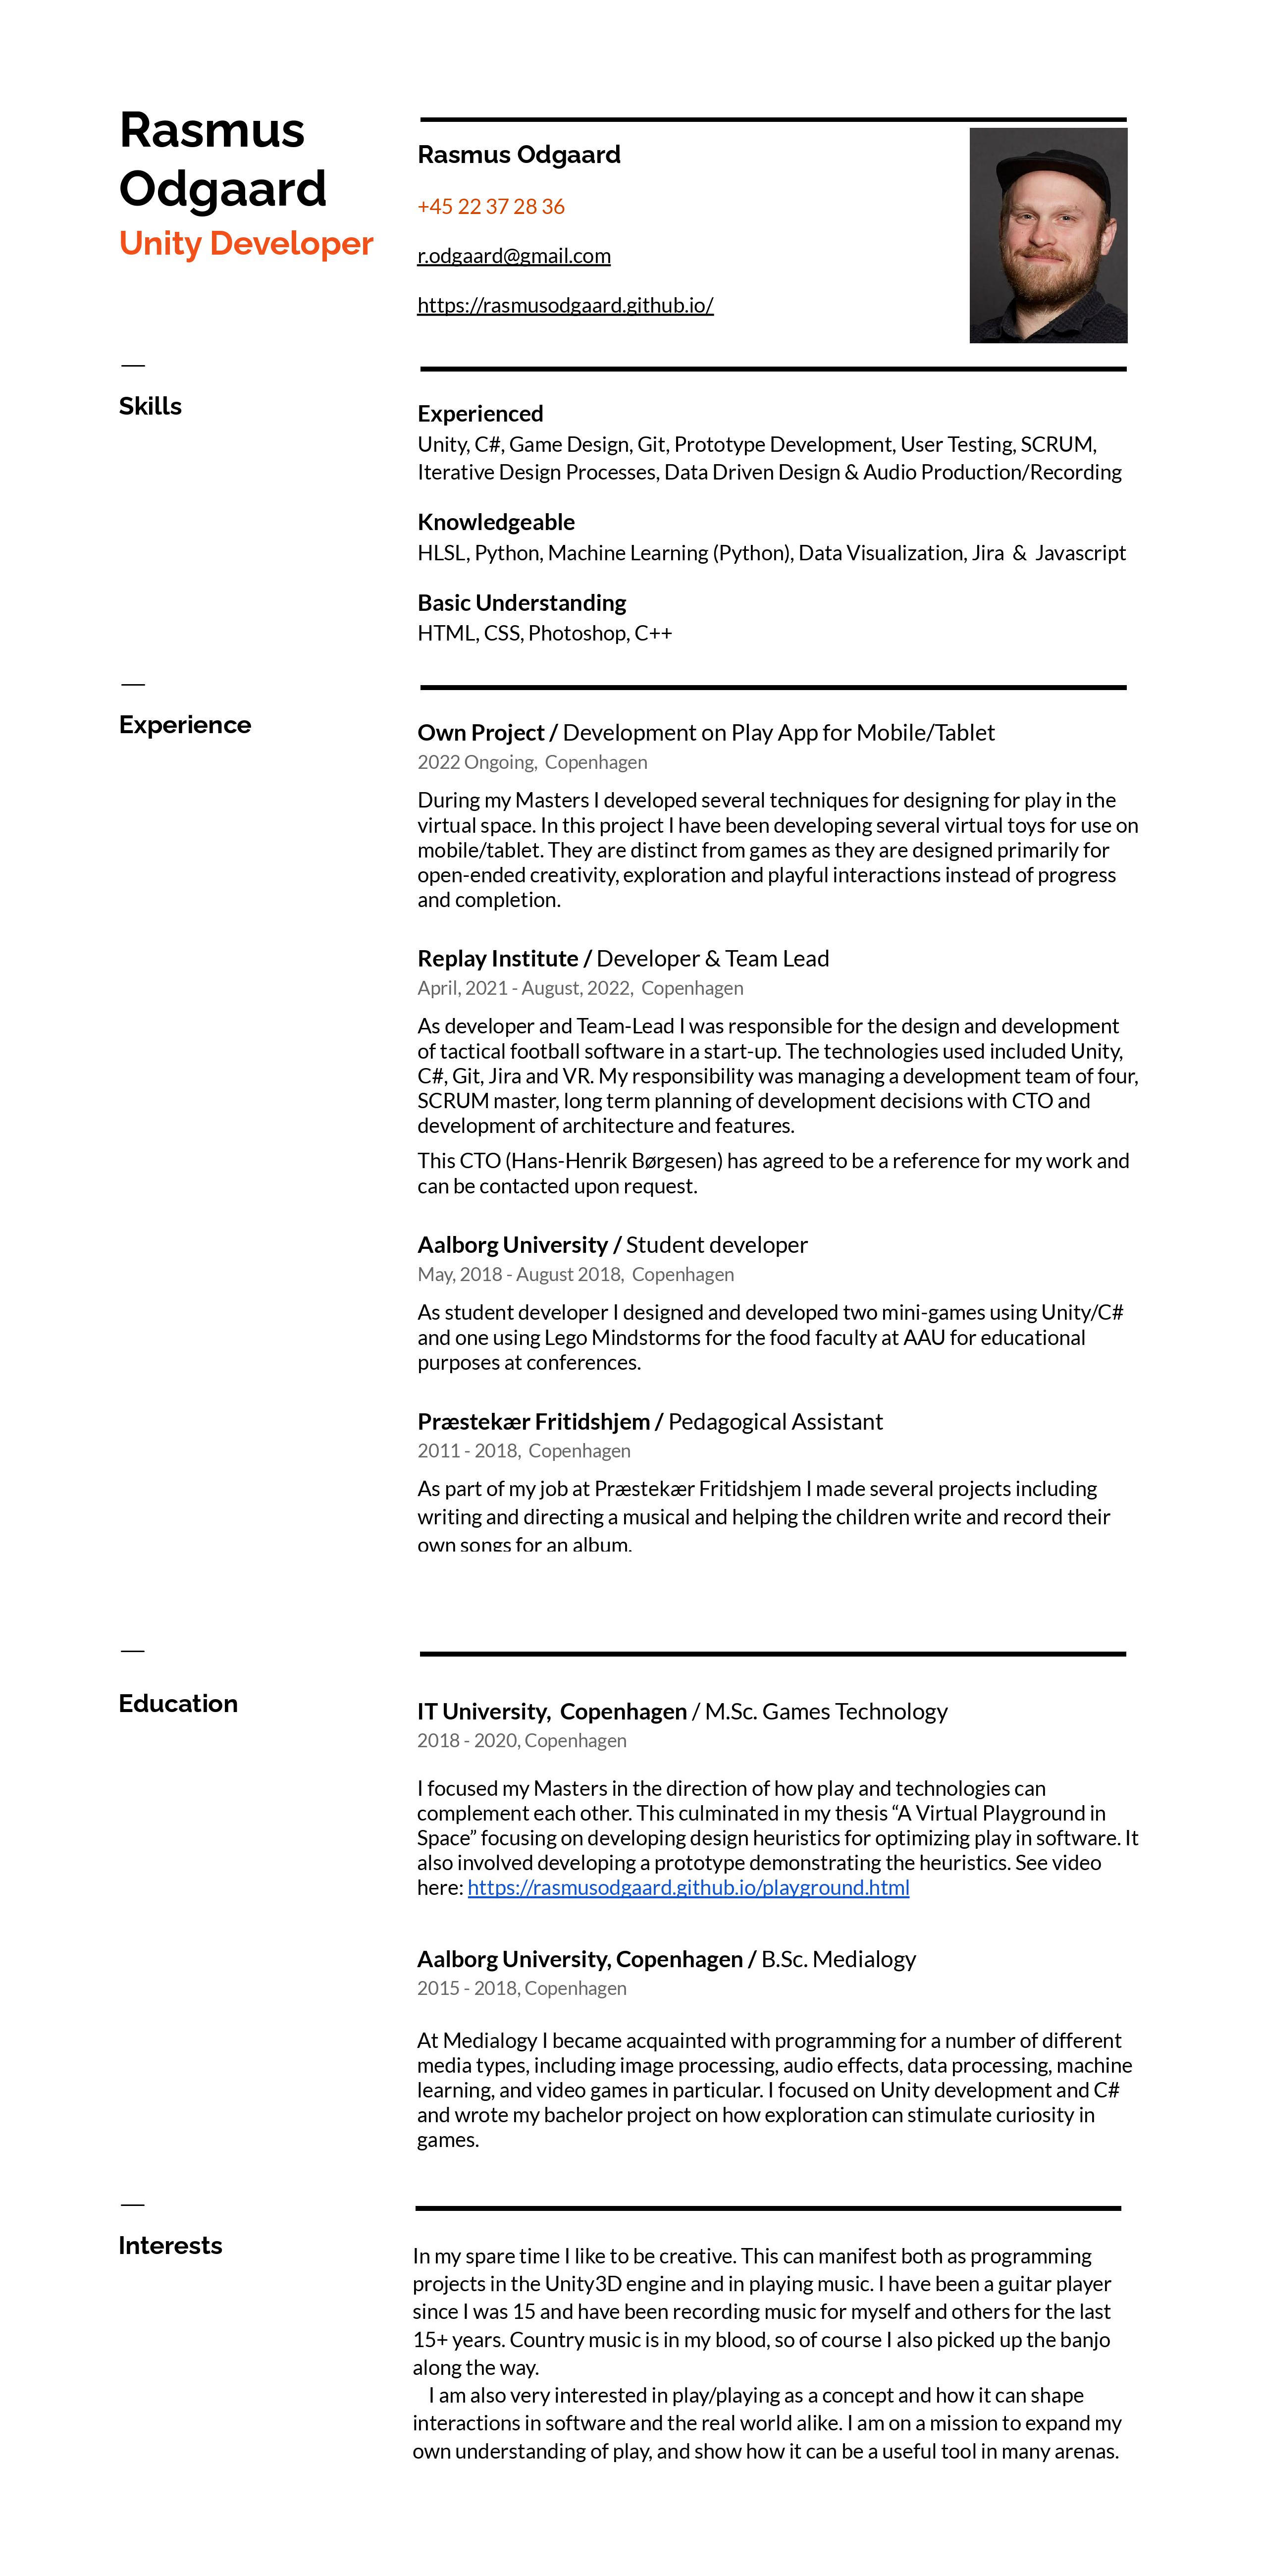 Rasmus
Odgaard
Unity Developer
Rasmus Odgaard
+45 22 37 28 36
r.odgaard@gmail.com
https://rasmusodgaard.github.io/
—
Skills
Experienced
Unity, C#, Game Design, Git, Prototype Development, User Testing, SCRUM,
Iterative Design Processes, Data Driven Design & Audio Production/Recording
Knowledgeable
HLSL, Python, Machine Learning (Python), Data Visualization, Jira & Javascript
Basic Understanding
HTML, CSS, Photoshop, C++
—
Experience
Own Project / Development on Play App for Mobile/Tablet
2022 Ongoing, Copenhagen
During my Masters I developed several techniques for designing for play in the
virtual space. In this project I have been developing several virtual toys for use on
mobile/tablet. They are distinct from games as they are designed primarily for
open-ended creativity, exploration and playful interactions instead of progress
and completion.
Replay Institute / Developer & Team Lead
April, 2021 - August, 2022, Copenhagen
As developer and Team-Lead I was responsible for the design and development
of tactical football software in a start-up. The technologies used included Unity,
C#, Git, Jira and VR. My responsibility was managing a development team of four,
SCRUM master, long term planning of development decisions with CTO and
development of architecture and features.
This CTO (Hans-Henrik Børgesen) has agreed to be a reference for my work and
can be contacted upon request.
Aalborg University / Student developer
May, 2018 - August 2018, Copenhagen
As student developer I designed and developed two mini-games using Unity/C#
and one using Lego Mindstorms for the food faculty at AAU for educational
purposes at conferences.
Præstekær Fritidshjem / Pedagogical Assistant
2011 - 2018, Copenhagen
As part of my job at Præstekær Fritidshjem I made several projects including
writing and directing a musical and helping the children write and record their
own songs for an album.
—
Education
IT University, Copenhagen / M.Sc. Games Technology
2018 - 2020, Copenhagen
I focused my Masters in the direction of how play and technologies can
complement each other. This culminated in my thesis “A Virtual Playground in
Space” focusing on developing design heuristics for optimizing play in software. It
also involved developing a prototype demonstrating the heuristics. See video
here: https://rasmusodgaard.github.io/playground.html
Aalborg University, Copenhagen / B.Sc. Medialogy
2015 - 2018, Copenhagen
At Medialogy I became acquainted with programming for a number of different
media types, including image processing, audio effects, data processing, machine
learning, and video games in particular. I focused on Unity development and C#
and wrote my bachelor project on how exploration can stimulate curiosity in
games.
—
Interests
In my spare time I like to be creative. This can manifest both as programming
projects in the Unity3D engine and in playing music. I have been a guitar player
since I was 15 and have been recording music for myself and others for the last
15+ years. Country music is in my blood, so of course I also picked up the banjo
along the way.
I am also very interested in play/playing as a concept and how it can shape
interactions in software and the real world alike. I am on a mission to expand my
own understanding of play, and show how it can be a useful tool in many arenas.